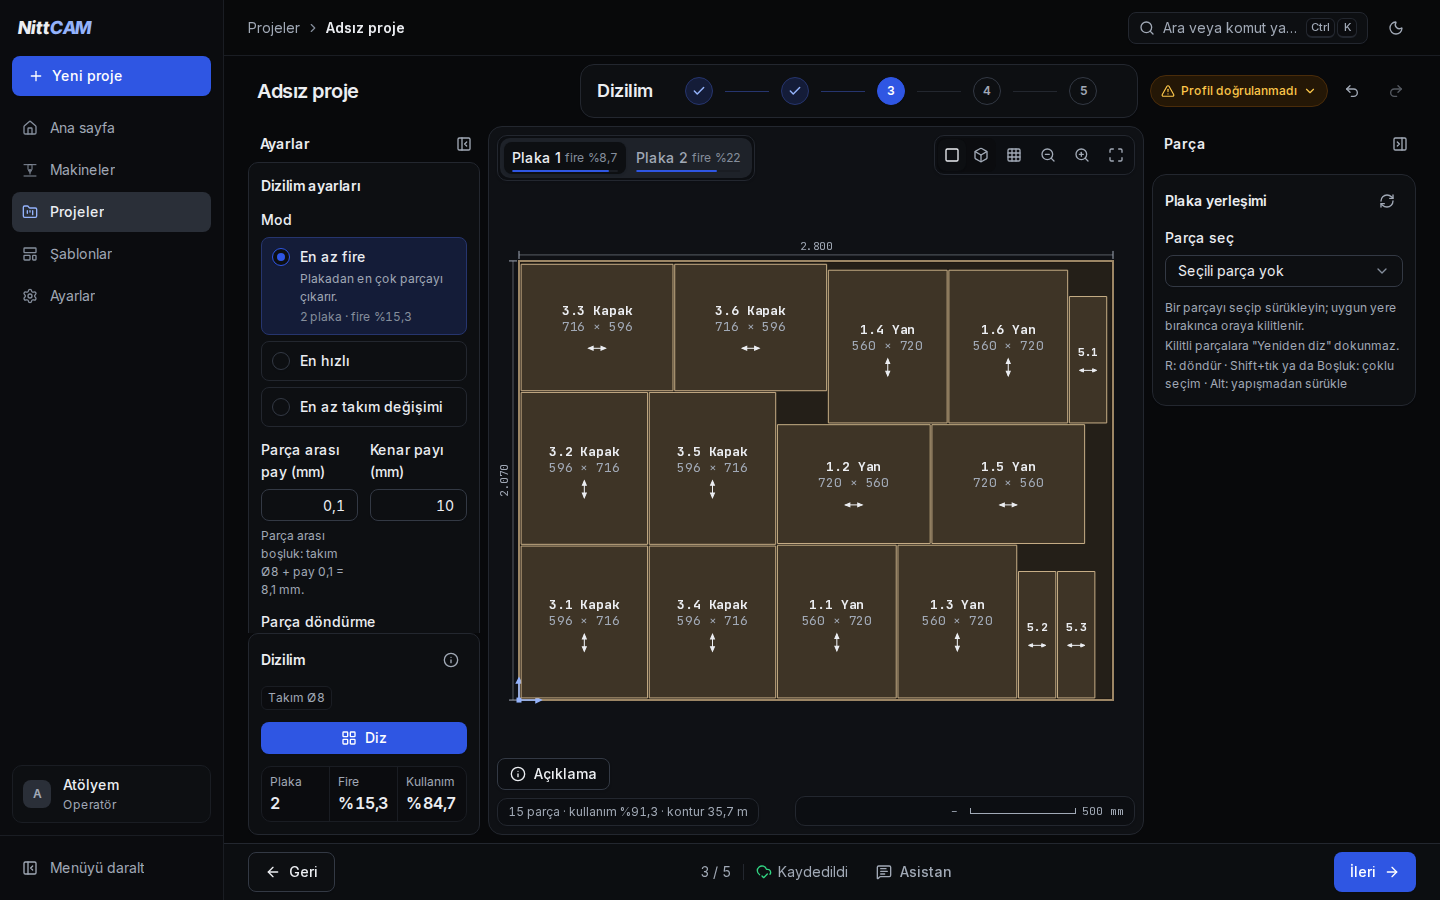 NittCAM
Yeni proje
Ana sayfa
Makineler
Projeler
Şablonlar
Ayarlar
A
Atölyem
Operatör
Menüyü daralt
Projeler
Adsız proje
Ara veya komut ya...
Ctrl
K
Adsız proje
Dizilim
3
4
5
Profil doğrulanmadı
Ayarlar
Dizilim ayarları
Mod
En az fire
Plakadan en çok parçayı
çıkarır.
2 plaka · fire %15,3
En hızlı
En az takım değişimi
Parça arası
pay (mm)
Kenar payı
(mm)
0,1
10
Parça arası
boşluk: takım
Ø8 + pay 0,1 =
8,1 mm.
Parça döndürme
Dizilim
Takım Ø8
Diz
Plaka
2
Fire
%15,3
Kullanım
%84,7
Plaka 1 fire %8,7
Plaka 2 fire %22
2.800
2.070
3.3 Kapak
716 × 596
3.6 Kapak
716 × 596
1.4 Yan
560 × 720
1.6 Yan
560 × 720
5.1
3.2 Kapak
596 × 716
3.5 Kapak
596 × 716
1.2 Yan
720 × 560
1.5 Yan
720 × 560
3.1 Kapak
596 × 716
3.4 Kapak
596 × 716
1.1 Yan
560 × 720
1.3 Yan
560 × 720
5.2
5.3
Açıklama
15 parça · kullanım %91,3 · kontur 35,7 m
–
500 mm
Parça
Plaka yerleşimi
Parça seç
Seçili parça yok
Bir parçayı seçip sürükleyin; uygun yere
bırakınca oraya kilitlenir.
Kilitli parçalara "Yeniden diz" dokunmaz.
R: döndür · Shift+tık ya da Boşluk: çoklu
seçim · Alt: yapışmadan sürükle
Geri
3 / 5
Kaydedildi
Asistan
İleri